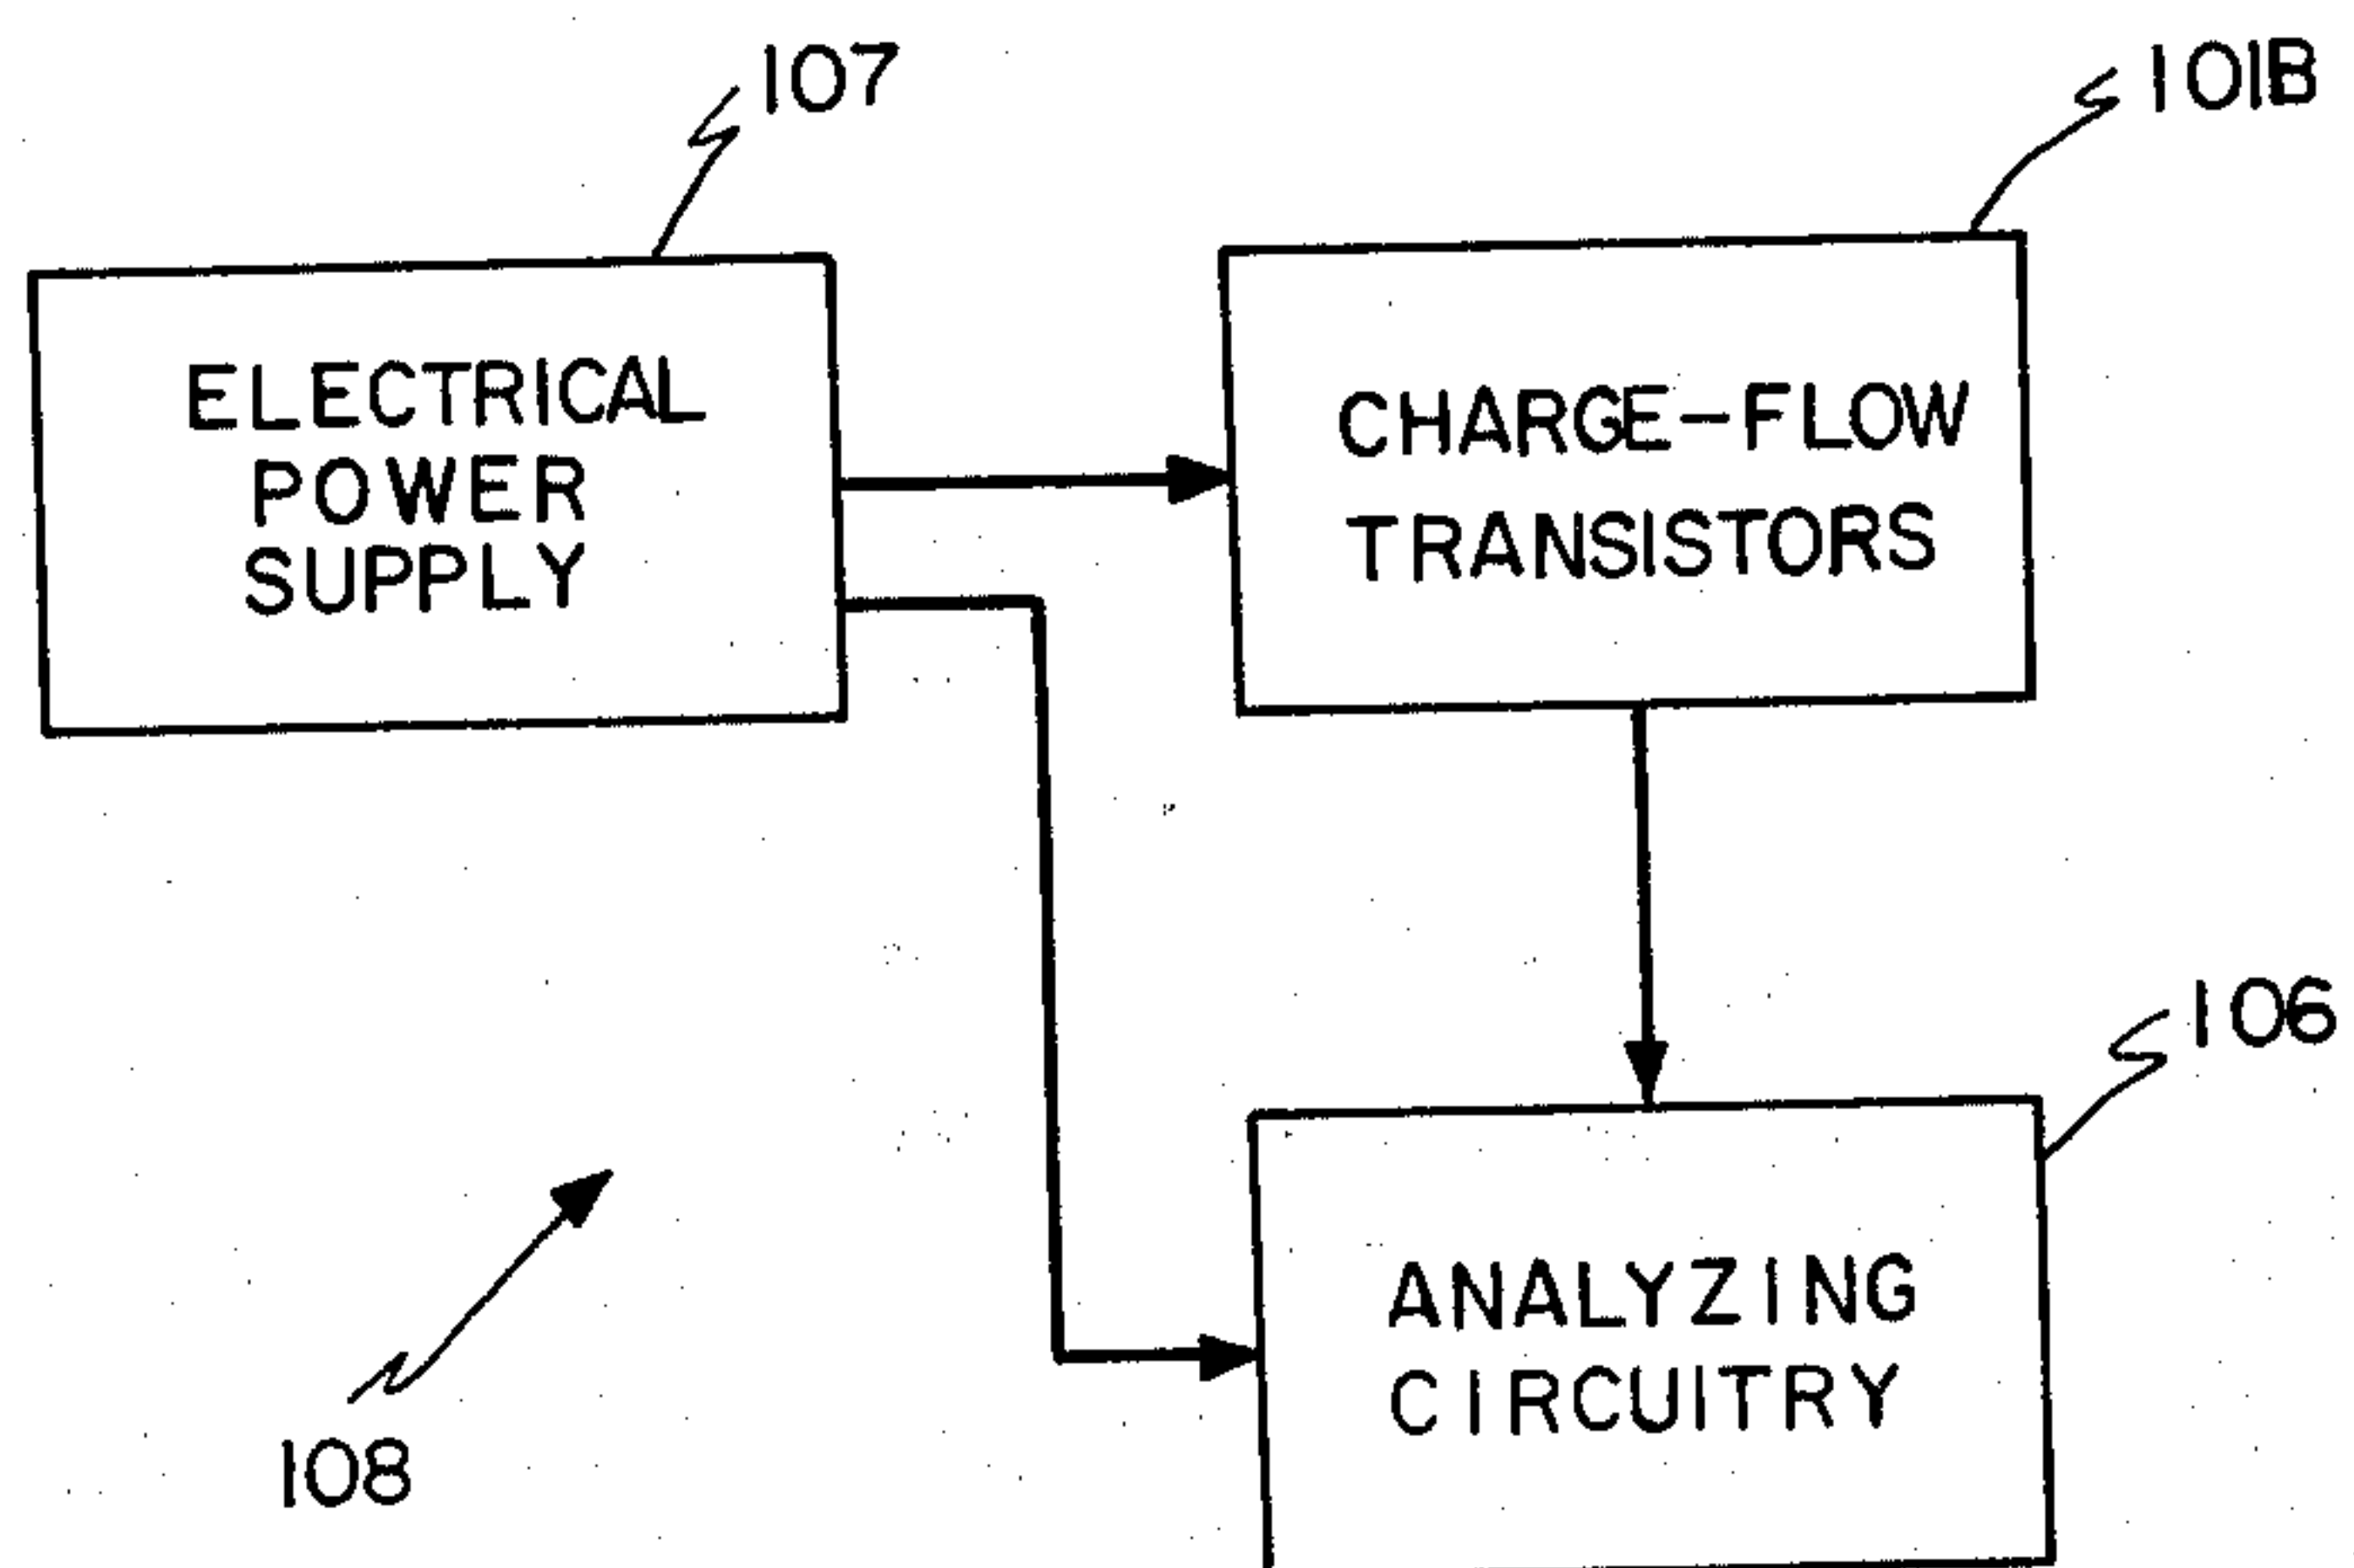 107
101B
ELECTRICAL
POWER
SUPPLY
CHARGE-FLOW
TRANSISTORS
106
ANALYZING
CIRCUITRY
108